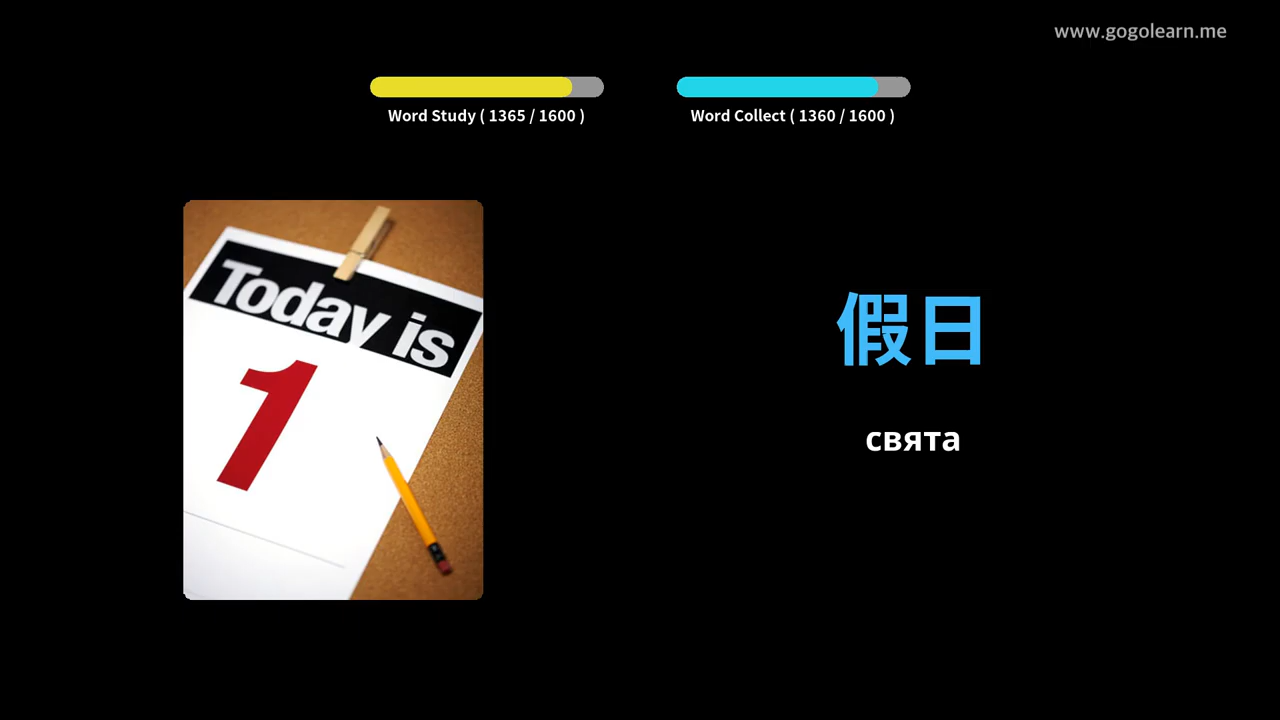 www.gogolearn.me
Word Study ( 1365 / 1600 )
Word Collect ( 1360 / 1600 )
Today is
1
假日
свята